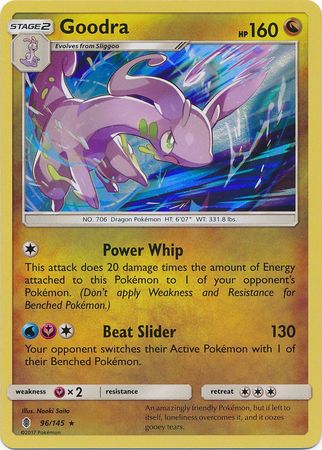 STAGE2
Goodra
HP 160
Evolves from Sliggoo
NO. 706 Dragon Pokémon HT: 6'07" WT: 331.8 lbs.
Power Whip
This attack does 20 damage times the amount of Energy
attached to this Pokémon to 1 of your opponent's
Pokémon. (Don't apply Weakness and Resistance for
Benched Pokémon.)
Beat Slider 130
Your opponent switches their Active Pokémon with 1 of
their Benched Pokémon.
weakness ×2 resistance retreat
Illus. Naoki Saito
96/145 ★
©2017 Pokémon
An amazingly friendly Pokémon, but if left to
itself, loneliness overcomes it, and it oozes
gooey tears.